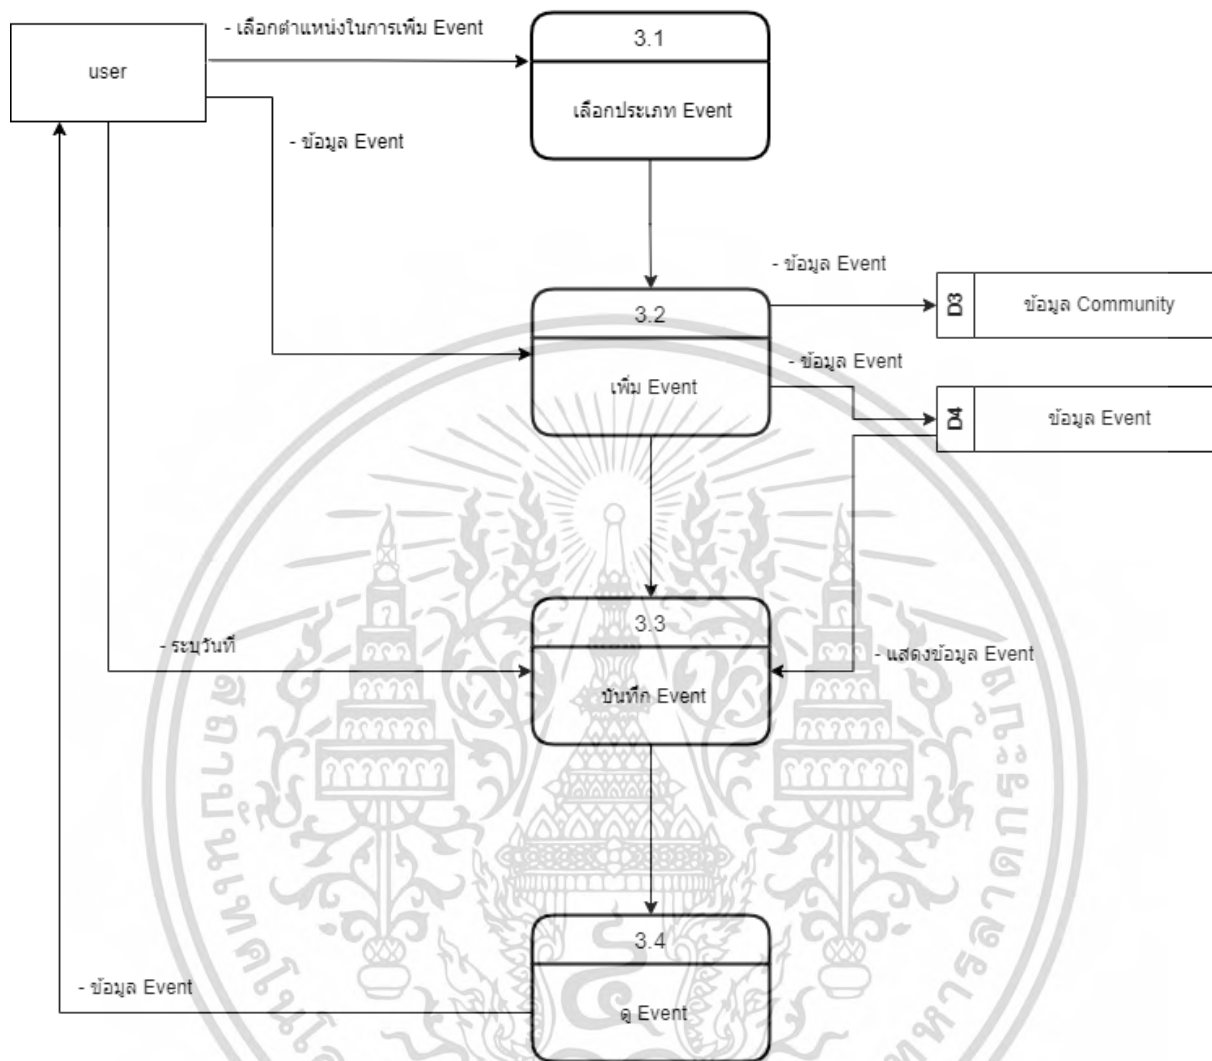 - เลือกตำแหน่งในการเพิ่ม Event
3.1
user
เลือกประเภท Event
- ข้อมูล Event
- ข้อมูล Event
D3
ข้อมูล Community
3.2
- ข้อมูล Event
เพิ่ม Event
D4
ข้อมูล Event
3.3
- ระบุวันที่
- แสดงข้อมูล Event
บันทึก Event
3.4
- ข้อมูล Event
ดู Event